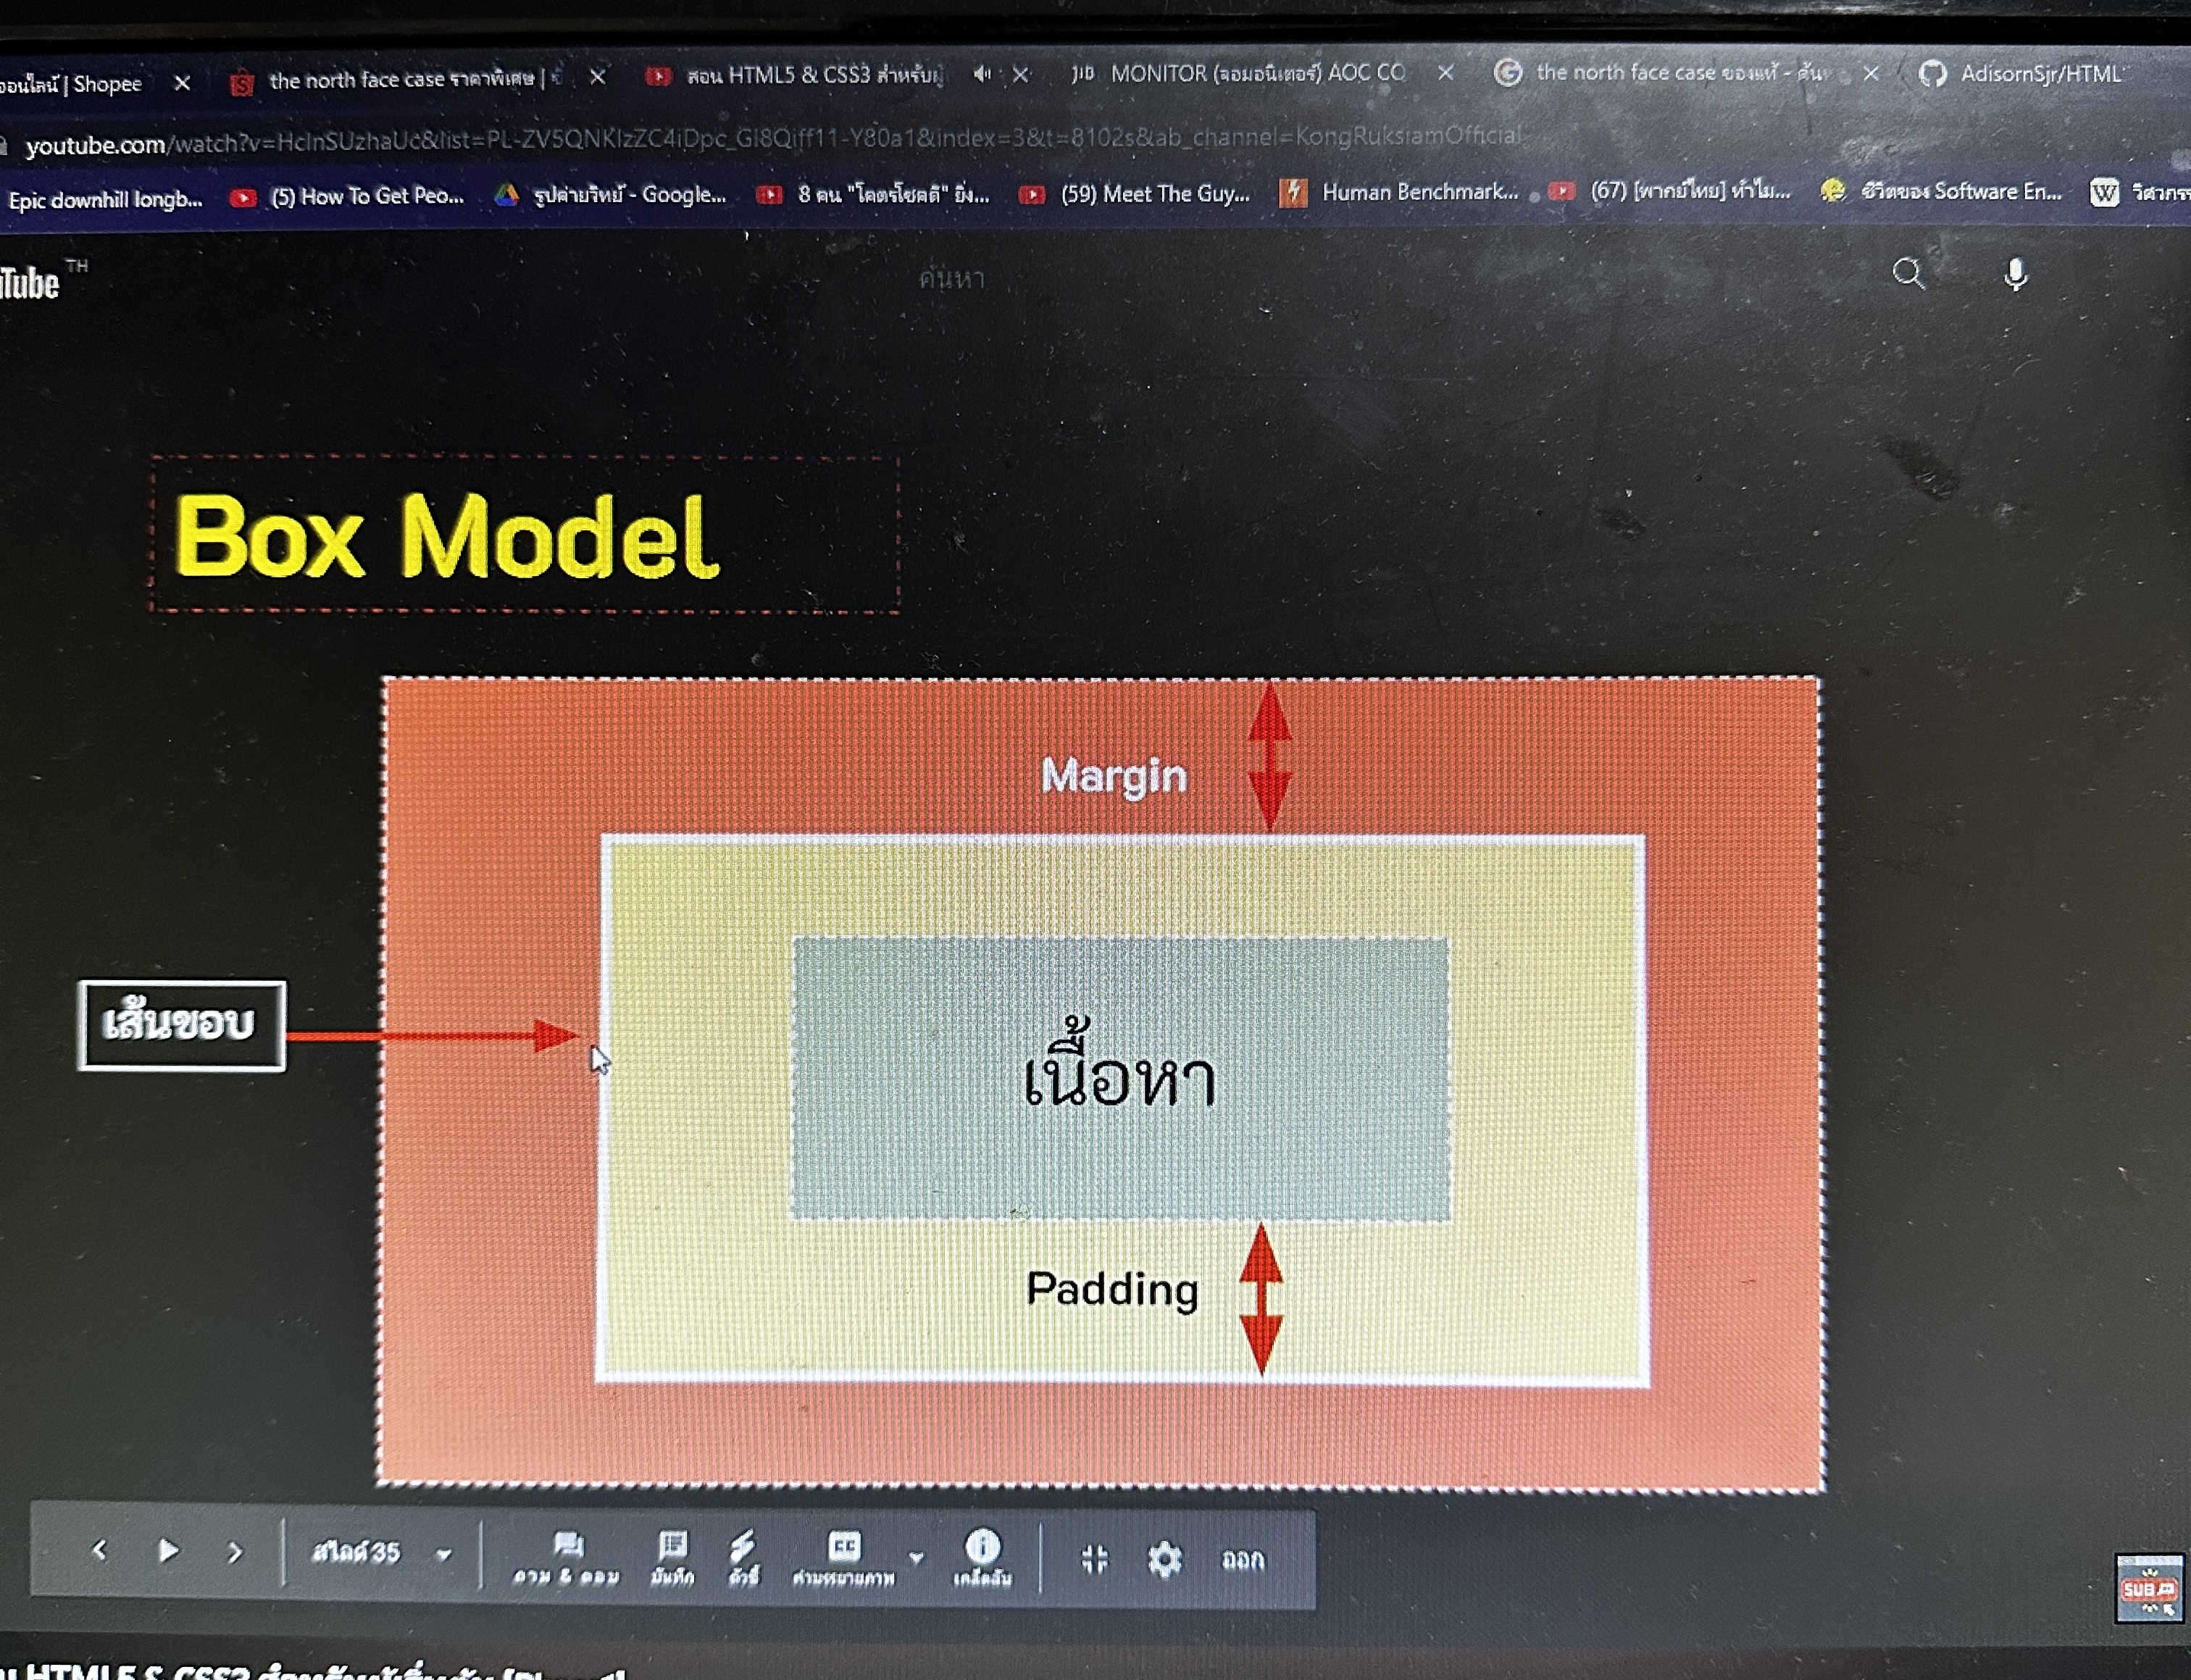 ออนไลน์ | Shopee
the north face case ราคาพิเศษ |
สอน HTML5 & CSS3 สำหรับผู้
JIB MONITOR (จอมอนิเตอร์) AOC CQ
the north face case ของแท้ - ค้นห
AdisornSjr/HTML
youtube.com/watch?v=HcInSUzhaUc&list=PL-ZV5QNKIzZC4iDpc_GI8Qiff11-Y80a1&index=3&t=8102s&ab_channel=KongRuksiamOfficial
Epic downhill longb...
(5) How To Get Peo...
รูปค่ายวิทย์ - Google...
8 คน "โคตรโชคดี" ยิ่ง...
(59) Meet The Guy...
Human Benchmark...
(67) [พากย์ไทย] ทำไม...
ชีวิตของ Software En...
W วิศวกรร
Tube TH
ค้นหา
Box Model
Margin
เส้นขอบ
เนื้อหา
Padding
สไลด์ 35
ถาม & ตอบ
บันทึก
ตัวชี้
คำบรรยายภาพ
เคล็ดลับ
ออก
CC
SUB
HTML5 & CSS3 สำหรับผู้เริ่มต้น